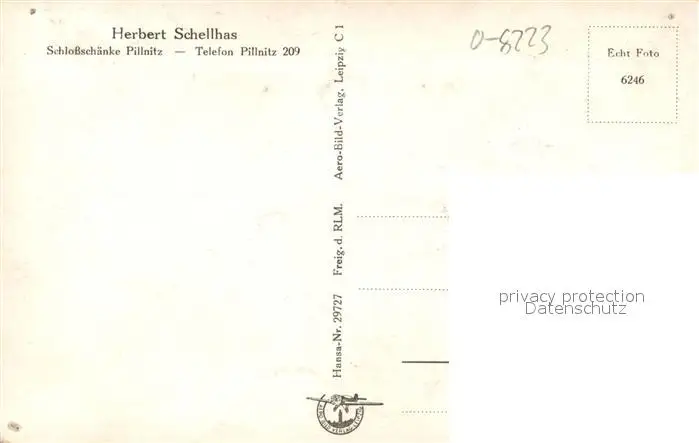 Herbert Schellhas
Schloßschänke Pillnitz — Telefon Pillnitz 209
Hansa-Nr. 29727 Freig. d. RLM. Aero-Bild-Verlag, Leipzig C 1
0-8223
Echt Foto
6246
privacy protection
Datenschutz